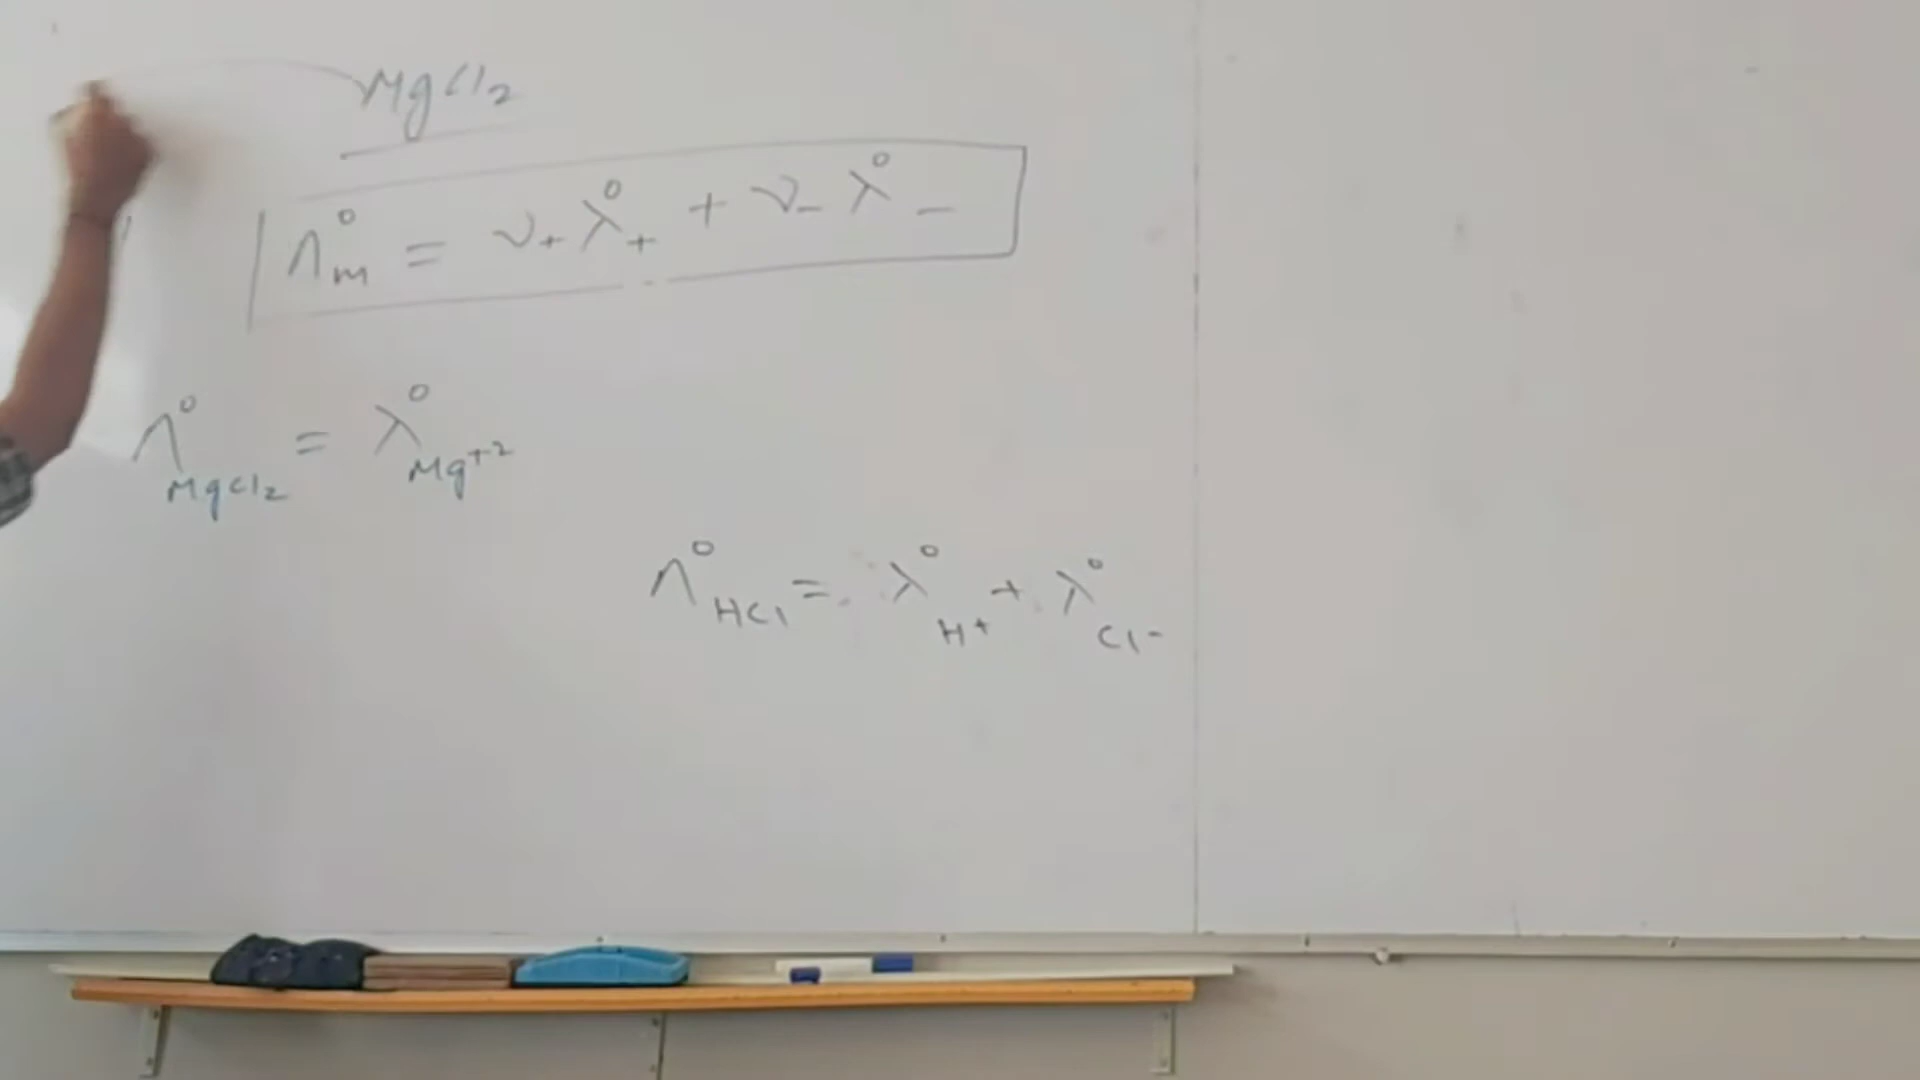 MgCl₂
Λ°ₘ = ν₊ λ°₊ + ν₋ λ°₋
Λ°MgCl₂ = λ°Mg⁺²
Λ°HCl = λ°H⁺ + λ°Cl⁻